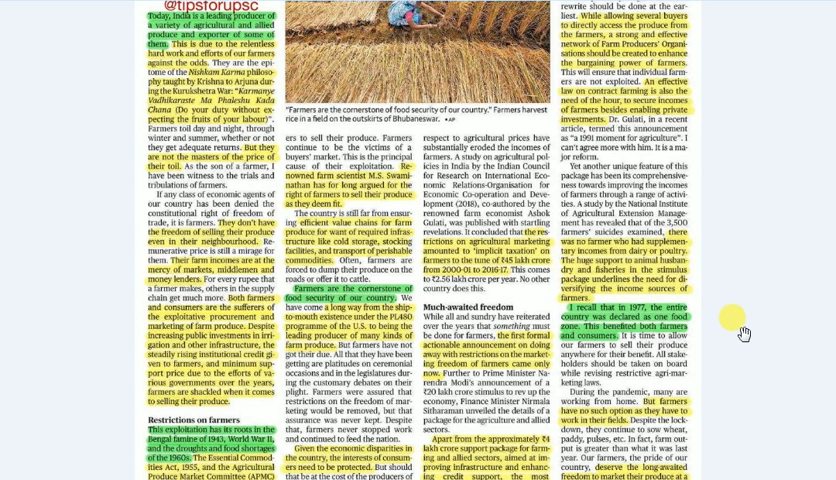 @tipsforupsc
Today, India is a leading producer of
a variety of agricultural and allied
produce and exporter of some of
them. This is due to the relentless
hard work and efforts of our farmers
against the odds. They are the epi-
tome of the Nishkam Karma philoso-
phy taught by Krishna to Arjuna dur-
ing the Kurukshetra War: “Karmanye
Vadhikaraste Ma Phaleshu Kada
Chana (Do your duty without ex-
pecting the fruits of your labour)”.
Farmers toil day and night, through
winter and summer, whether or not
they get adequate returns. But they
are not the masters of the price of
their toil. As the son of a farmer, I
have been witness to the trials and
tribulations of farmers.
If any class of economic agents of
our country has been denied the
constitutional right of freedom of
trade, it is farmers. They don't have
the freedom of selling their produce
even in their neighbourhood. Re-
munerative price is still a mirage for
them. Their farm incomes are at the
mercy of markets, middlemen and
money lenders. For every rupee that
a farmer makes, others in the supply
chain get much more. Both farmers
and consumers are the sufferers of
the exploitative procurement and
marketing of farm produce. Despite
increasing public investments in irri-
gation and other infrastructure, the
steadily rising institutional credit gi-
ven to farmers, and minimum sup-
port price due to the efforts of va-
rious governments over the years,
farmers are shackled when it comes
to selling their produce.
Restrictions on farmers
This exploitation has its roots in the
Bengal famine of 1943, World War II,
and the droughts and food shortages
of the 1960s. The Essential Commod-
ities Act, 1955, and the Agricultural
Produce Market Committee (APMC)
“Farmers are the cornerstone of food security of our country.” Farmers harvest
rice in a field on the outskirts of Bhubaneswar. •AP
ers to sell their produce. Farmers
continue to be the victims of a
buyers' market. This is the principal
cause of their exploitation. Re-
nowned farm scientist M.S. Swami-
nathan has for long argued for the
right of farmers to sell their produce
as they deem fit.
The country is still far from ensur-
ing efficient value chains for farm
produce for want of required infras-
tructure like cold storage, stocking
facilities, and transport of perishable
commodities. Often, farmers are
forced to dump their produce on the
roads or offer it to cattle.
Farmers are the cornerstone of
food security of our country. We
have come a long way from the ship-
to-mouth existence under the PL480
programme of the U.S. to being the
leading producer of many kinds of
farm produce. But farmers have not
got their due. All that they have been
getting are platitudes on ceremonial
occasions and in the legislatures dur-
ing the customary debates on their
plight. Farmers were assured that
restrictions on the freedom of mar-
keting would be removed, but that
assurance was never kept. Despite
that, farmers never stopped work
and continued to feed the nation.
Given the economic disparities in
the country, the interests of consum-
ers need to be protected. But should
that be at the cost of the producers of
respect to agricultural prices have
substantially eroded the incomes of
farmers. A study on agricultural pol-
icies in India by the Indian Council
for Research on International Eco-
nomic Relations-Organisation for
Economic Co-operation and Deve-
lopment (2018), co-authored by the
renowned farm economist Ashok
Gulati, was published with startling
revelations. It concluded that the res-
trictions on agricultural marketing
amounted to ‘implicit taxation’ on
farmers to the tune of ₹45 lakh crore
from 2000-01 to 2016-17. This comes
to ₹2.56 lakh crore per year. No other
country does this.
Much-awaited freedom
While all and sundry have reiterated
over the years that something must
be done for farmers, the first formal
actionable announcement on doing
away with restrictions on the market-
ing freedom of farmers came only
now. Further to Prime Minister Na-
rendra Modi's announcement of a
₹20 lakh crore stimulus to rev up the
economy, Finance Minister Nirmala
Sitharaman unveiled the details of a
package for the agriculture and allied
sectors.
Apart from the approximately ₹4
lakh crore support package for farm-
ing and allied sectors, aimed at im-
proving infrastructure and enhanc-
ing credit support, the most
rewrite should be done at the ear-
liest. While allowing several buyers
to directly access the produce from
the farmers, a strong and effective
network of Farm Producers' Organi-
sations should be created to enhance
the bargaining power of farmers.
This will ensure that individual farm-
ers are not exploited. An effective
law on contract farming is also the
need of the hour, to secure incomes
of farmers besides enabling private
investments. Dr. Gulati, in a recent
article, termed this announcement
as “a 1991 moment for agriculture”. I
can't agree more with him. It is a ma-
jor reform.
Yet another unique feature of this
package has been its comprehensive-
ness towards improving the incomes
of farmers through a range of activi-
ties. A study by the National Institute
of Agricultural Extension Manage-
ment has revealed that of the 3,500
farmers' suicides examined, there
was no farmer who had supplemen-
tary incomes from dairy or poultry.
The huge support to animal husban-
dry and fisheries in the stimulus
package underlines the need for di-
versifying the income sources of
farmers.
I recall that in 1977, the entire
country was declared as one food
zone. This benefited both farmers
and consumers. It is time to allow
our farmers to sell their produce
anywhere for their benefit. All stake-
holders should be taken on board
while revising restrictive agri-mar-
keting laws.
During the pandemic, many are
working from home. But farmers
have no such option as they have to
work in their fields. Despite the lock-
down, they continue to sow wheat,
paddy, pulses, etc. In fact, farm out-
put is greater than what it was last
year. Our farmers, the pride of our
country, deserve the long-awaited
freedom to market their produce at a